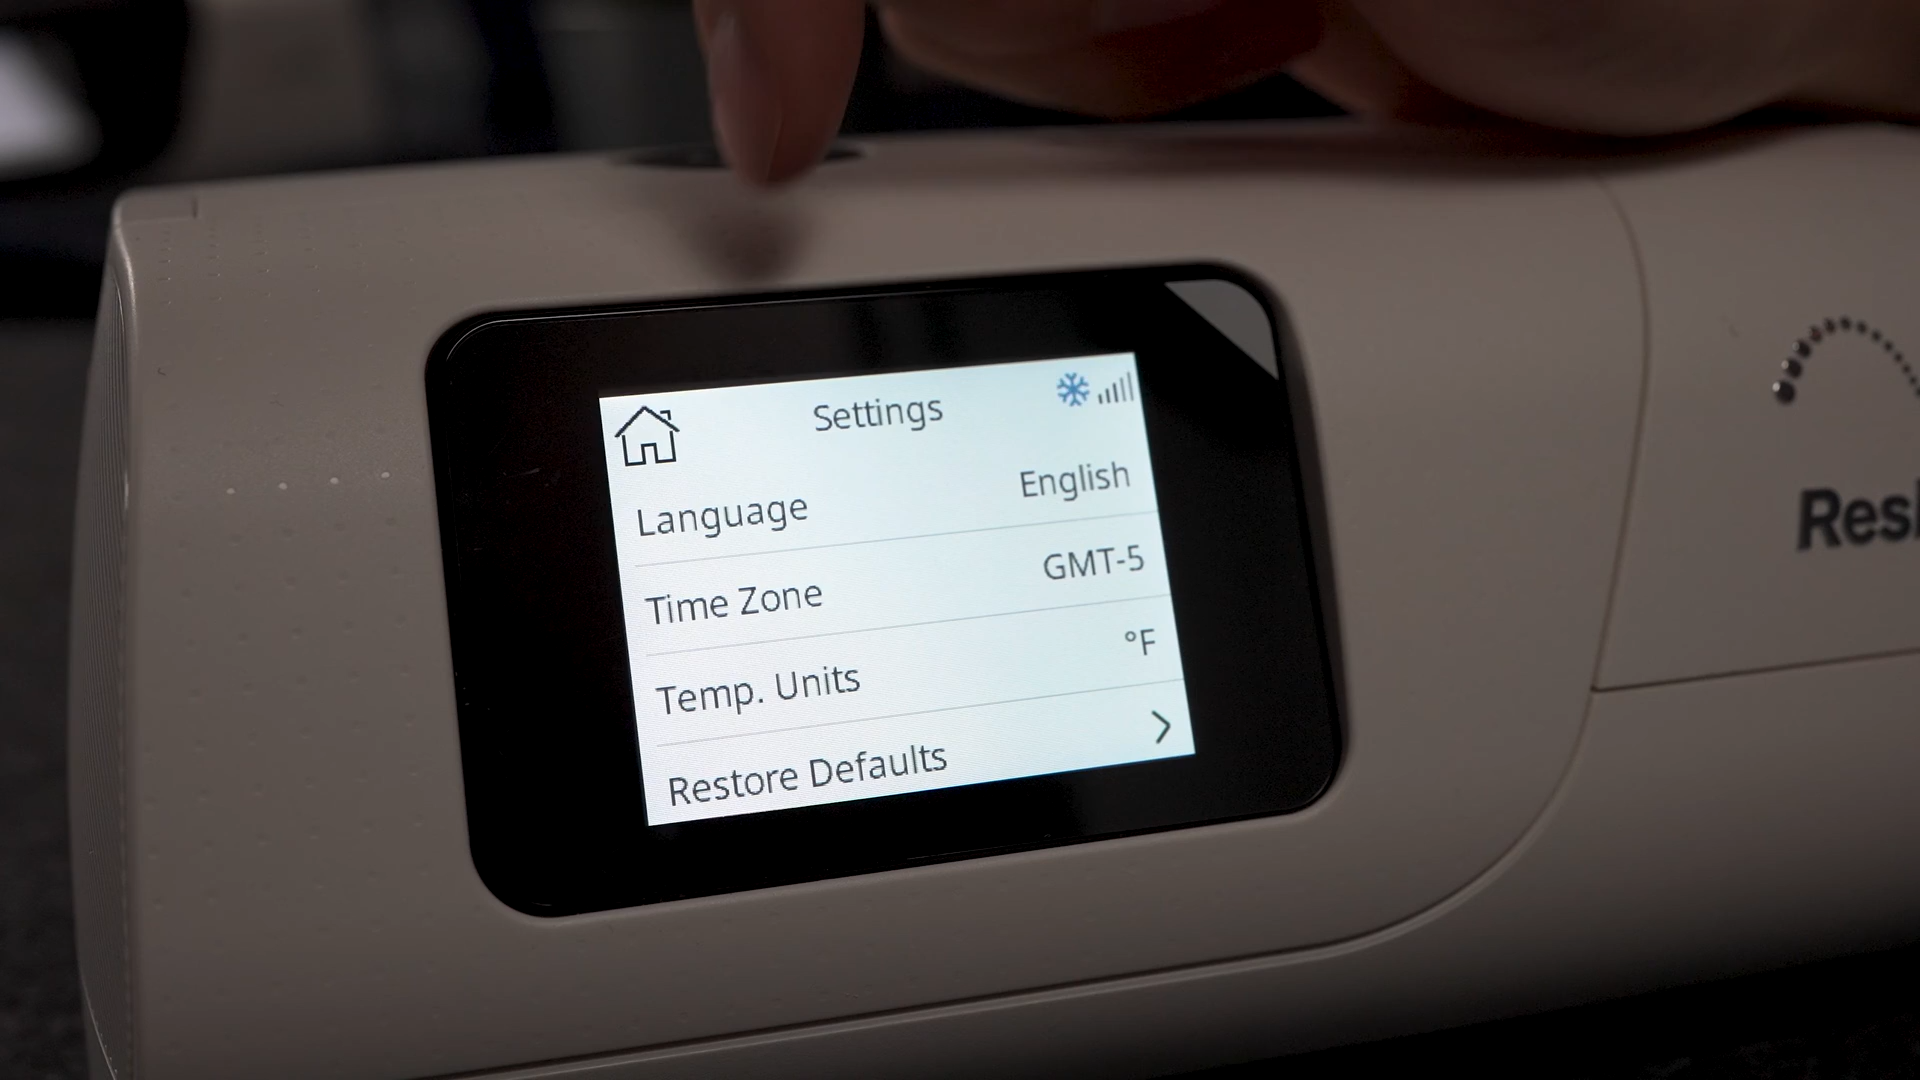 Settings
Language English
Time Zone GMT-5
Temp. Units °F
Restore Defaults